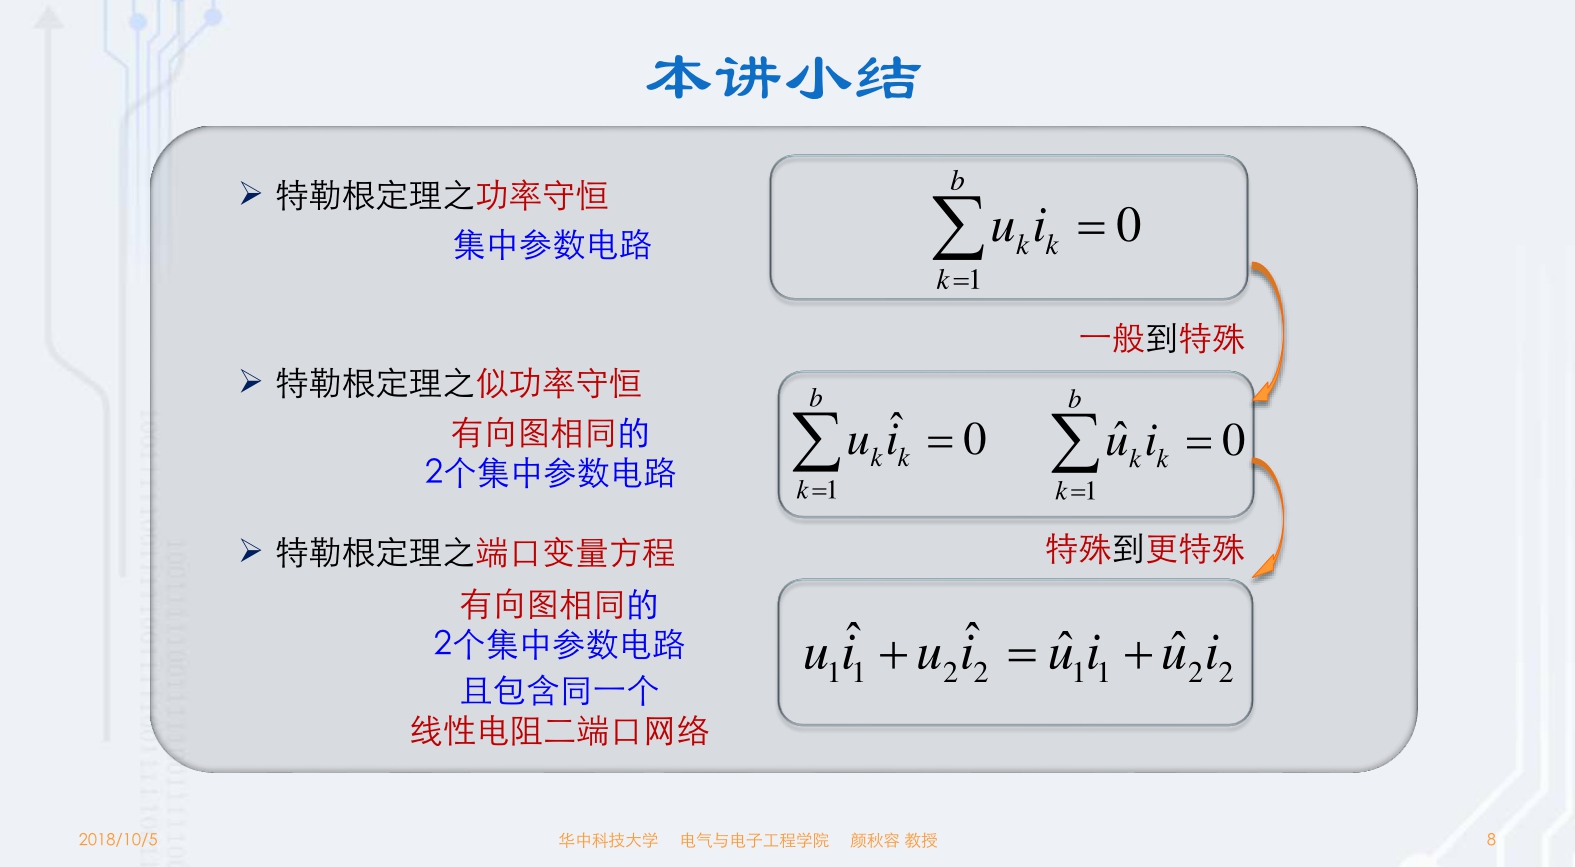 本讲小结
➢ 特勒根定理之功率守恒
集中参数电路
$\sum_{k=1}^{b} u_k i_k = 0$
一般到特殊
➢ 特勒根定理之似功率守恒
有向图相同的
2个集中参数电路
$\sum_{k=1}^{b} u_k \hat{i}_k = 0$ $\sum_{k=1}^{b} \hat{u}_k i_k = 0$
特殊到更特殊
➢ 特勒根定理之端口变量方程
有向图相同的
2个集中参数电路
且包含同一个
线性电阻二端口网络
$u_1 \hat{i}_1 + u_2 \hat{i}_2 = \hat{u}_1 i_1 + \hat{u}_2 i_2$
2018/10/5 华中科技大学 电气与电子工程学院 颜秋容 教授 8